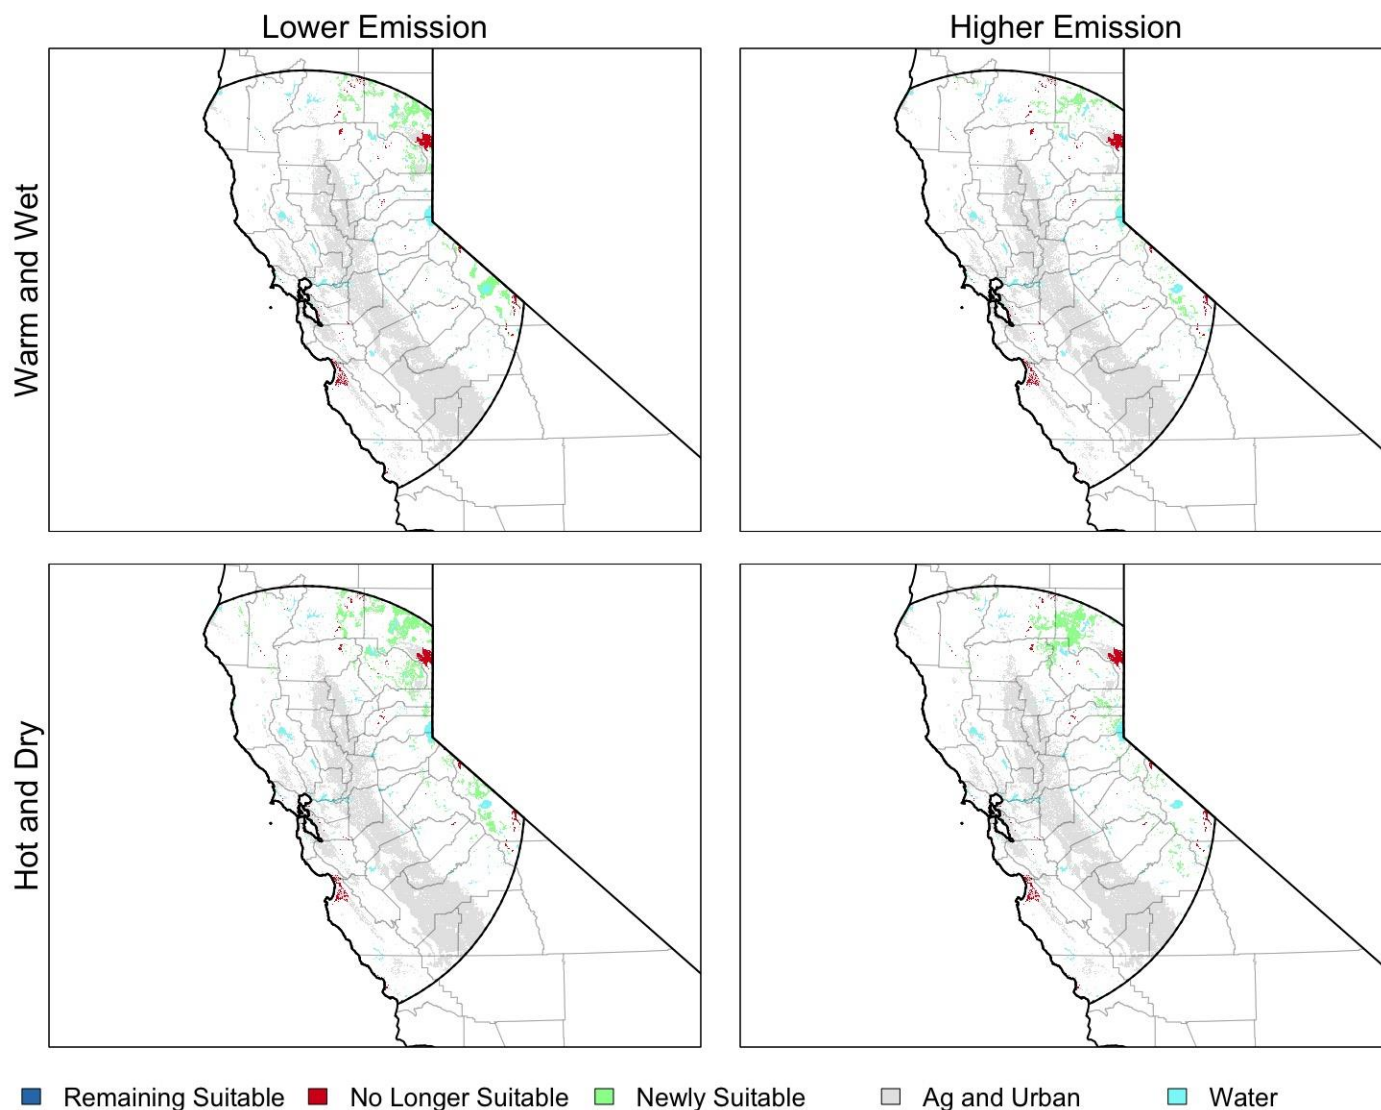 Lower Emission
Higher Emission
Warm and Wet
Hot and Dry
Remaining Suitable
No Longer Suitable
Newly Suitable
Ag and Urban
Water